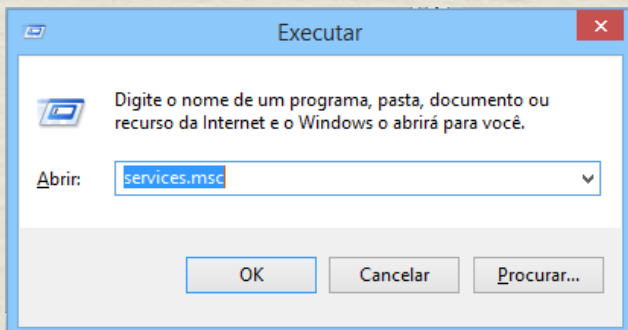 Executar
Digite o nome de um programa, pasta, documento ou
recurso da Internet e o Windows o abrirá para você.
Abrir: services.msc
OK Cancelar Procurar...